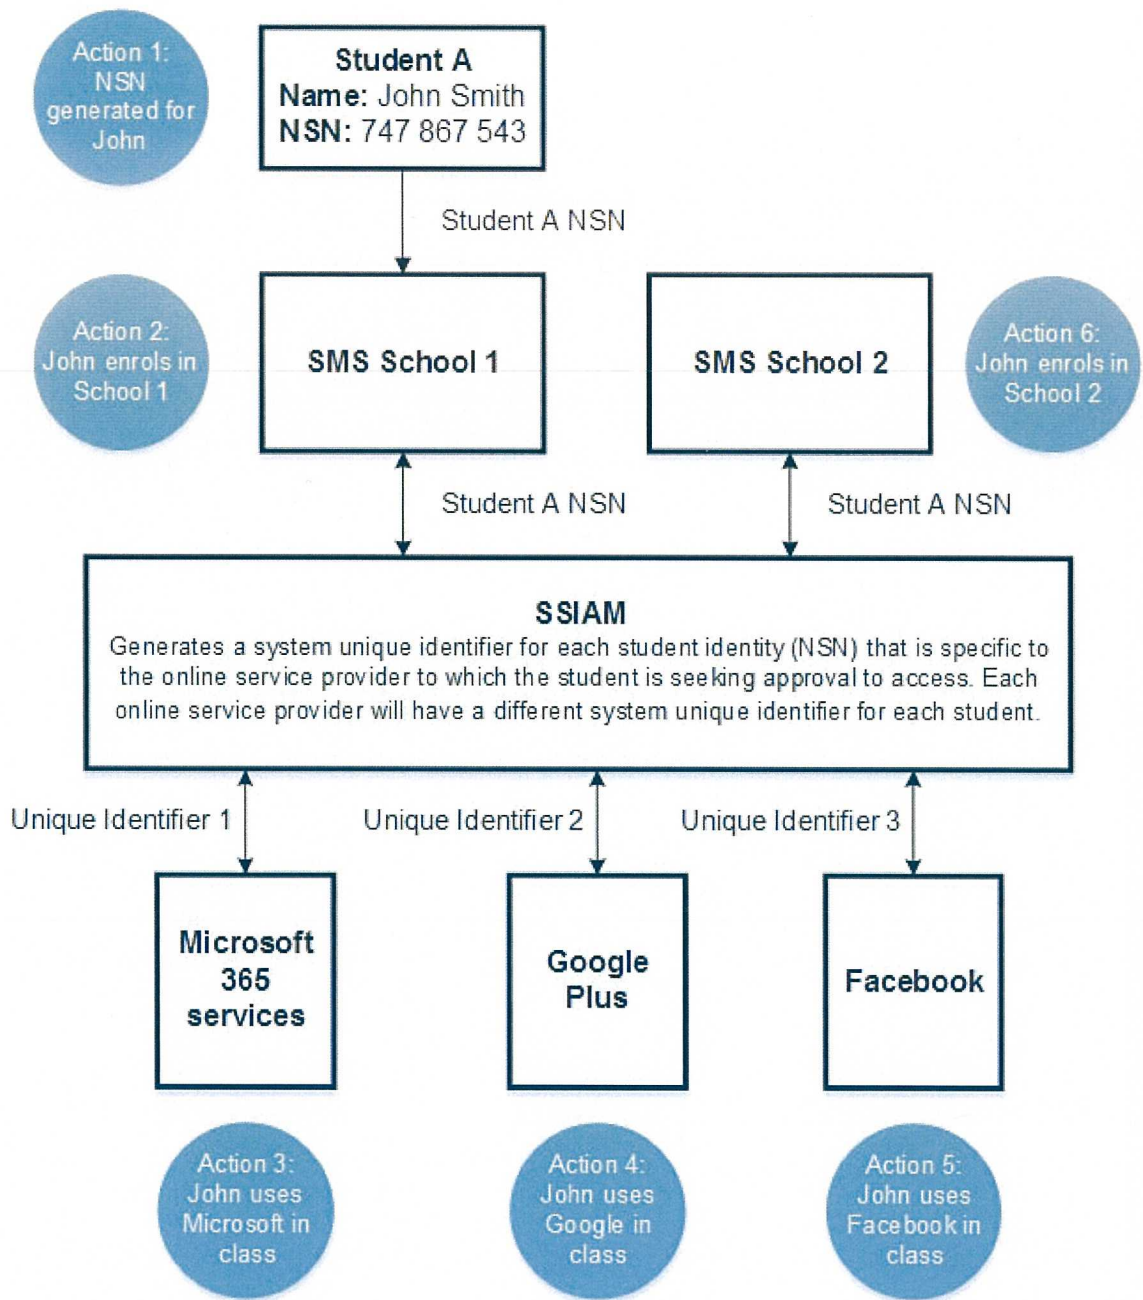 Action 1:
NSN
generated for
John
Student A
Name: John Smith
NSN: 747 867 543
Student A NSN
Action 2:
John enrols in
School 1
SMS School 1
SMS School 2
Action 6:
John enrols in
School 2
Student A NSN
Student A NSN
SSIAM
Generates a system unique identifier for each student identity (NSN) that is specific to
the online service provider to which the student is seeking approval to access. Each
online service provider will have a different system unique identifier for each student.
Unique Identifier 1
Unique Identifier 2
Unique Identifier 3
Microsoft
365
services
Google
Plus
Facebook
Action 3:
John uses
Microsoft in
class
Action 4:
John uses
Google in
class
Action 5:
John uses
Facebook in
class